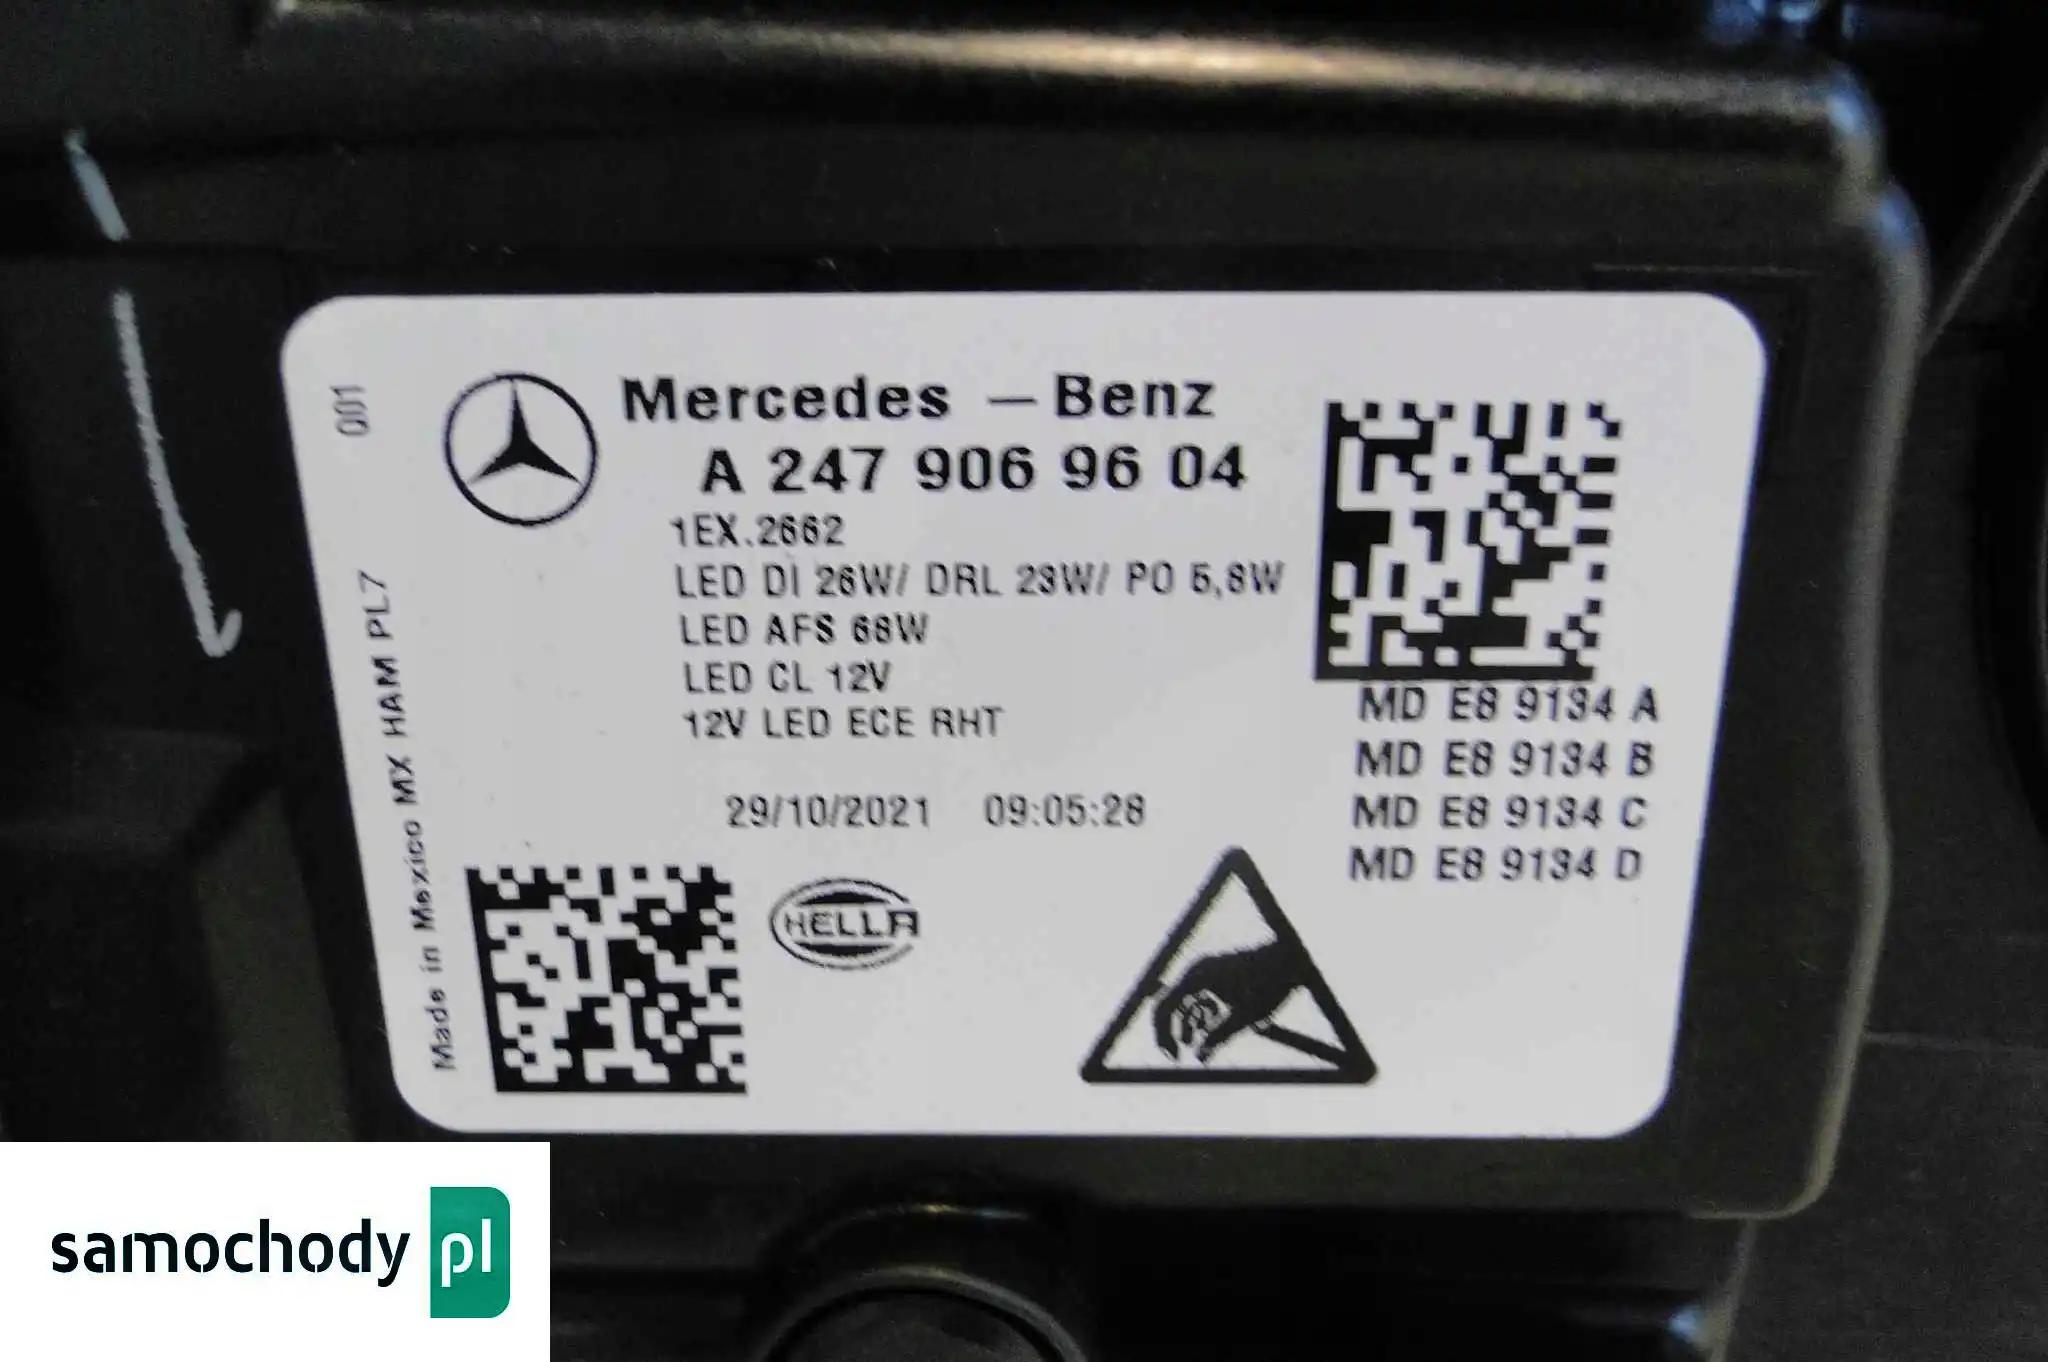 Mercedes – Benz
A 247 906 96 04
1EX.2662
LED DI 26W/ DRL 23W/ PO 5,8W
LED AFS 68W
LED CL 12V
12V LED ECE RHT
29/10/2021 09:05:28
HELLA
MD E8 9134 A
MD E8 9134 B
MD E8 9134 C
MD E8 9134 D
Made in Mexico MX HAM PL7 001
samochody pl